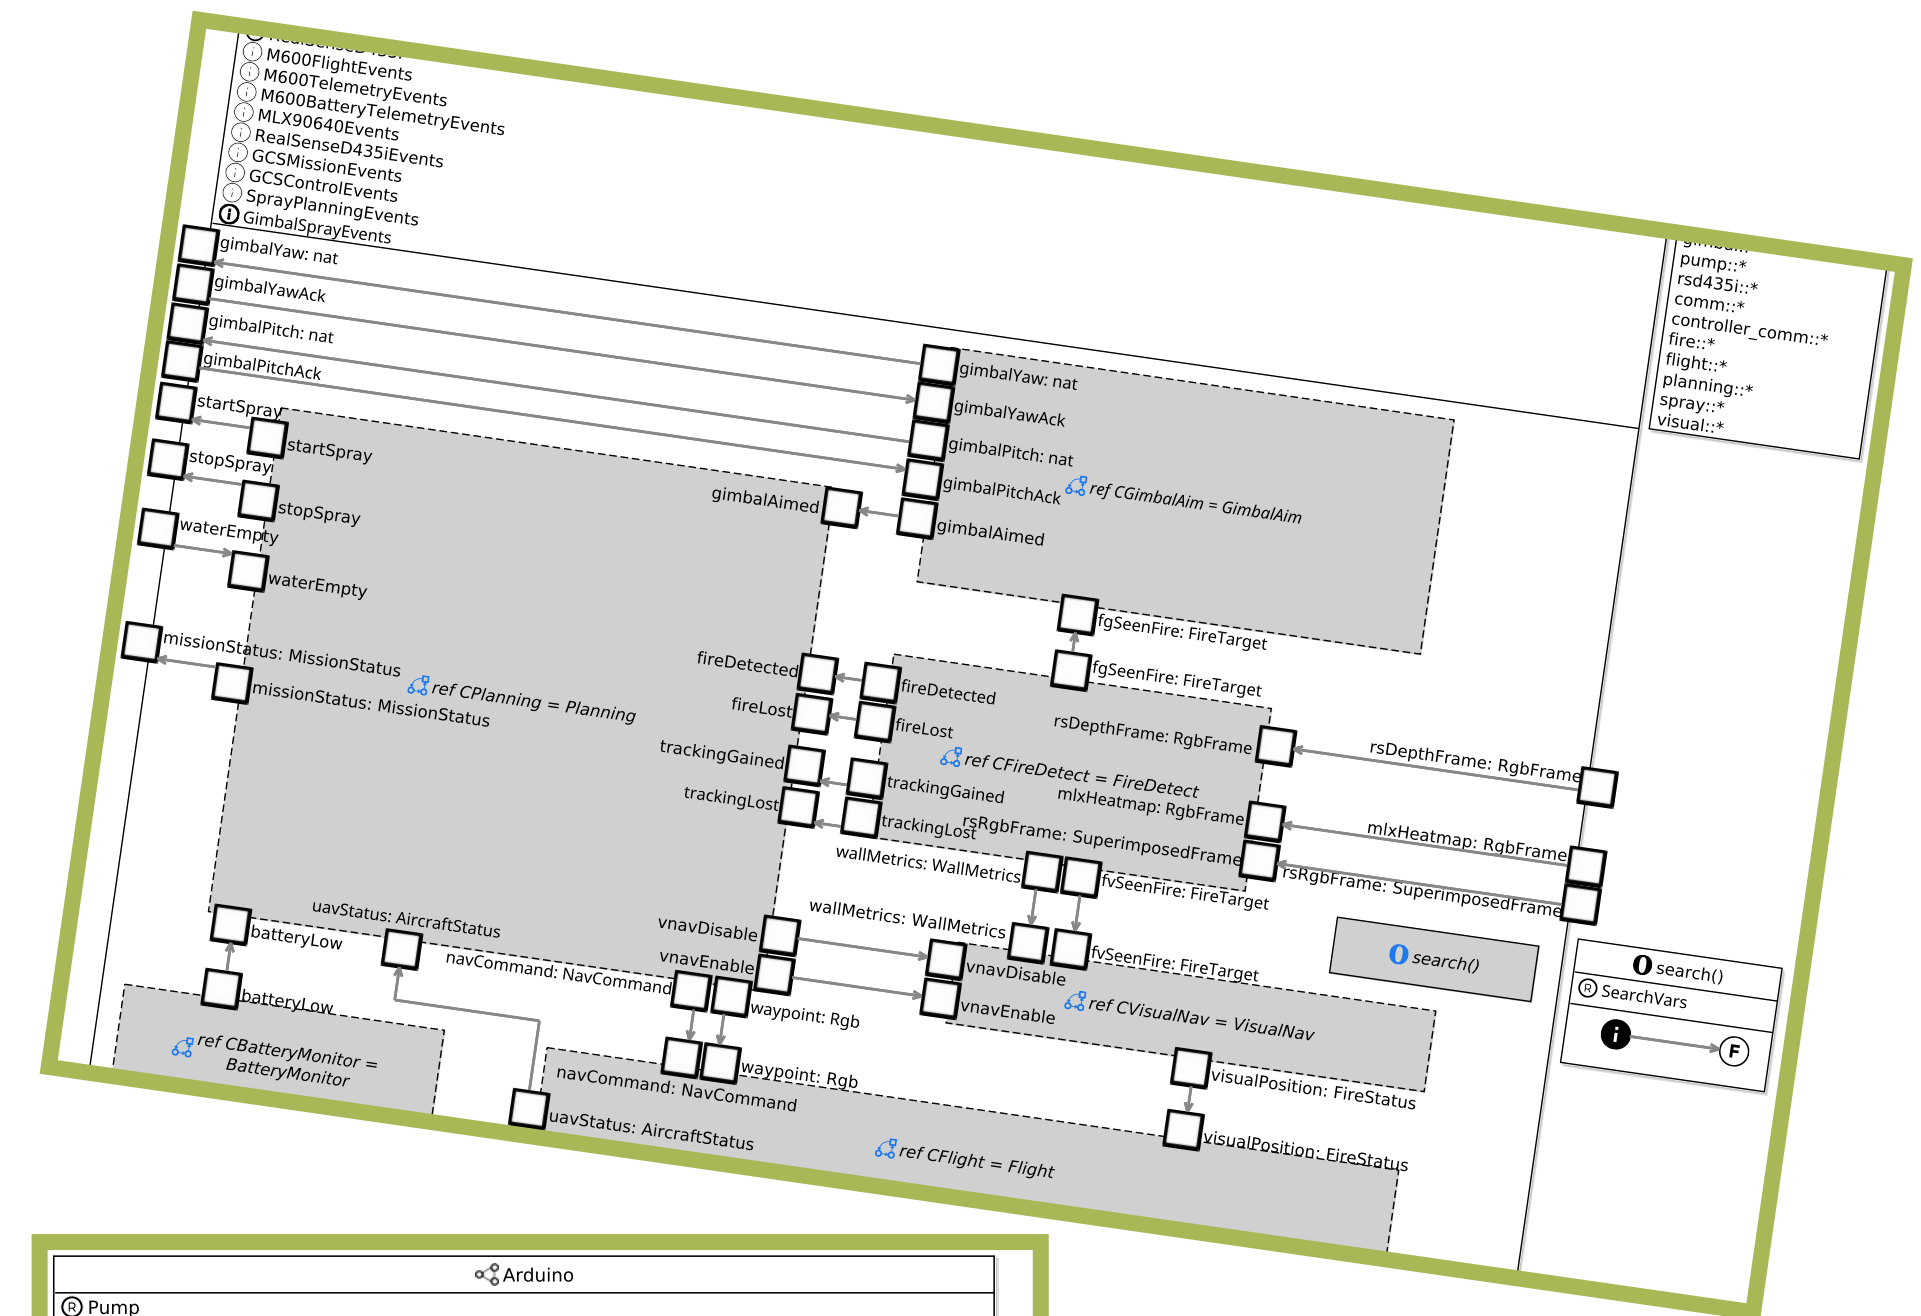 M600FlightEvents
M600TelemetryEvents
M600BatteryTelemetryEvents
MLX90640Events
RealSenseD435iEvents
GCSMissionEvents
GCSControlEvents
SprayPlanningEvents
i GimbalSprayEvents
pump::*
rsd435i::*
comm::*
controller_comm::*
fire::*
flight::*
planning::*
spray::*
visual::*
gimbalYaw: nat
gimbalYawAck
gimbalPitch: nat
gimbalPitchAck
startSpray
stopSpray
waterEmpty
missionStatus: MissionStatus
startSpray
stopSpray
waterEmpty
missionStatus: MissionStatus
ref CPlanning = Planning
gimbalAimed
fireDetected
fireLost
trackingGained
trackingLost
vnavDisable
vnavEnable
batteryLow
uavStatus: AircraftStatus
navCommand: NavCommand
waypoint: Rgb
gimbalYaw: nat
gimbalYawAck
gimbalPitch: nat
gimbalPitchAck
gimbalAimed
ref CGimbalAim = GimbalAim
fgSeenFire: FireTarget
fgSeenFire: FireTarget
fireDetected
fireLost
trackingGained
trackingLost
ref CFireDetect = FireDetect
rsDepthFrame: RgbFrame
mlxHeatmap: RgbFrame
rsRgbFrame: SuperimposedFrame
wallMetrics: WallMetrics
fvSeenFire: FireTarget
rsDepthFrame: RgbFrame
mlxHeatmap: RgbFrame
rsRgbFrame: SuperimposedFrame
wallMetrics: WallMetrics
fvSeenFire: FireTarget
vnavDisable
vnavEnable
ref CVisualNav = VisualNav
visualPosition: FireStatus
O search()
O search()
R SearchVars
i F
batteryLow
ref CBatteryMonitor =
BatteryMonitor
navCommand: NavCommand
waypoint: Rgb
uavStatus: AircraftStatus
visualPosition: FireStatus
ref CFlight = Flight
Arduino
R Pump